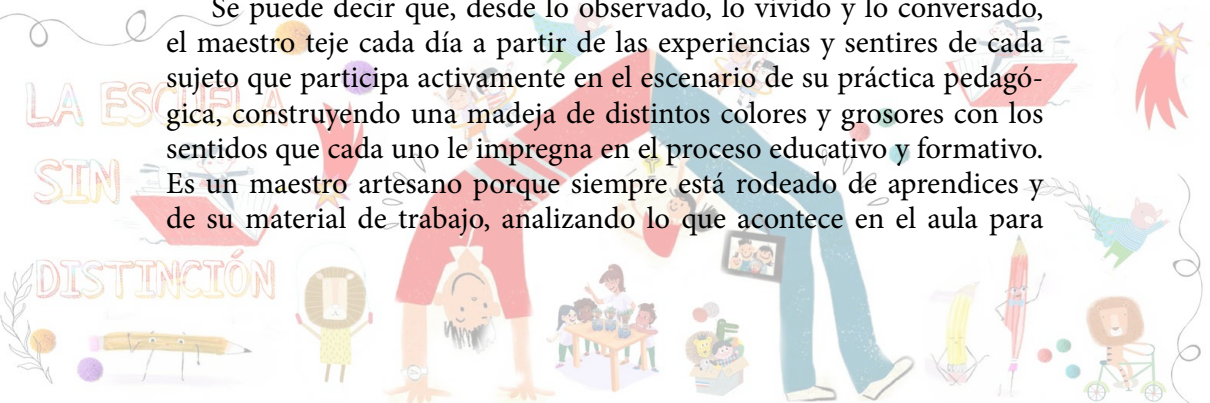 Se puede decir que, desde lo observado, lo vivido y lo conversado,
el maestro teje cada día a partir de las experiencias y sentires de cada
sujeto que participa activamente en el escenario de su práctica pedagó-
gica, construyendo una madeja de distintos colores y grosores con los
sentidos que cada uno le impregna en el proceso educativo y formativo.
Es un maestro artesano porque siempre está rodeado de aprendices y
de su material de trabajo, analizando lo que acontece en el aula para
LA ESCUELA
SIN
DISTINCIÓN